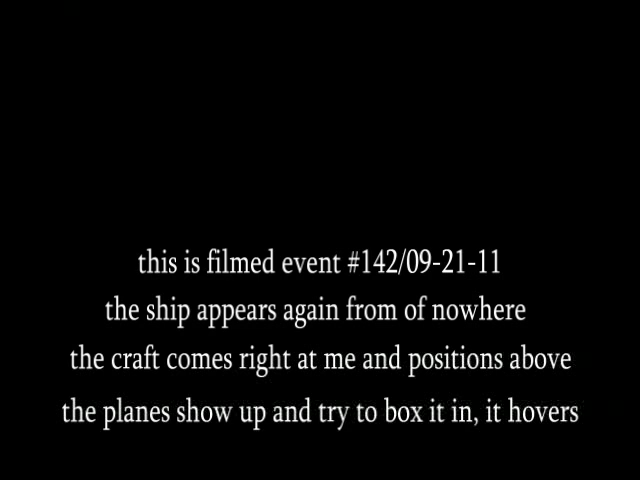 this is filmed event #142/09-21-11
the ship appears again from of nowhere
the craft comes right at me and positions above
the planes show up and try to box it in, it hovers